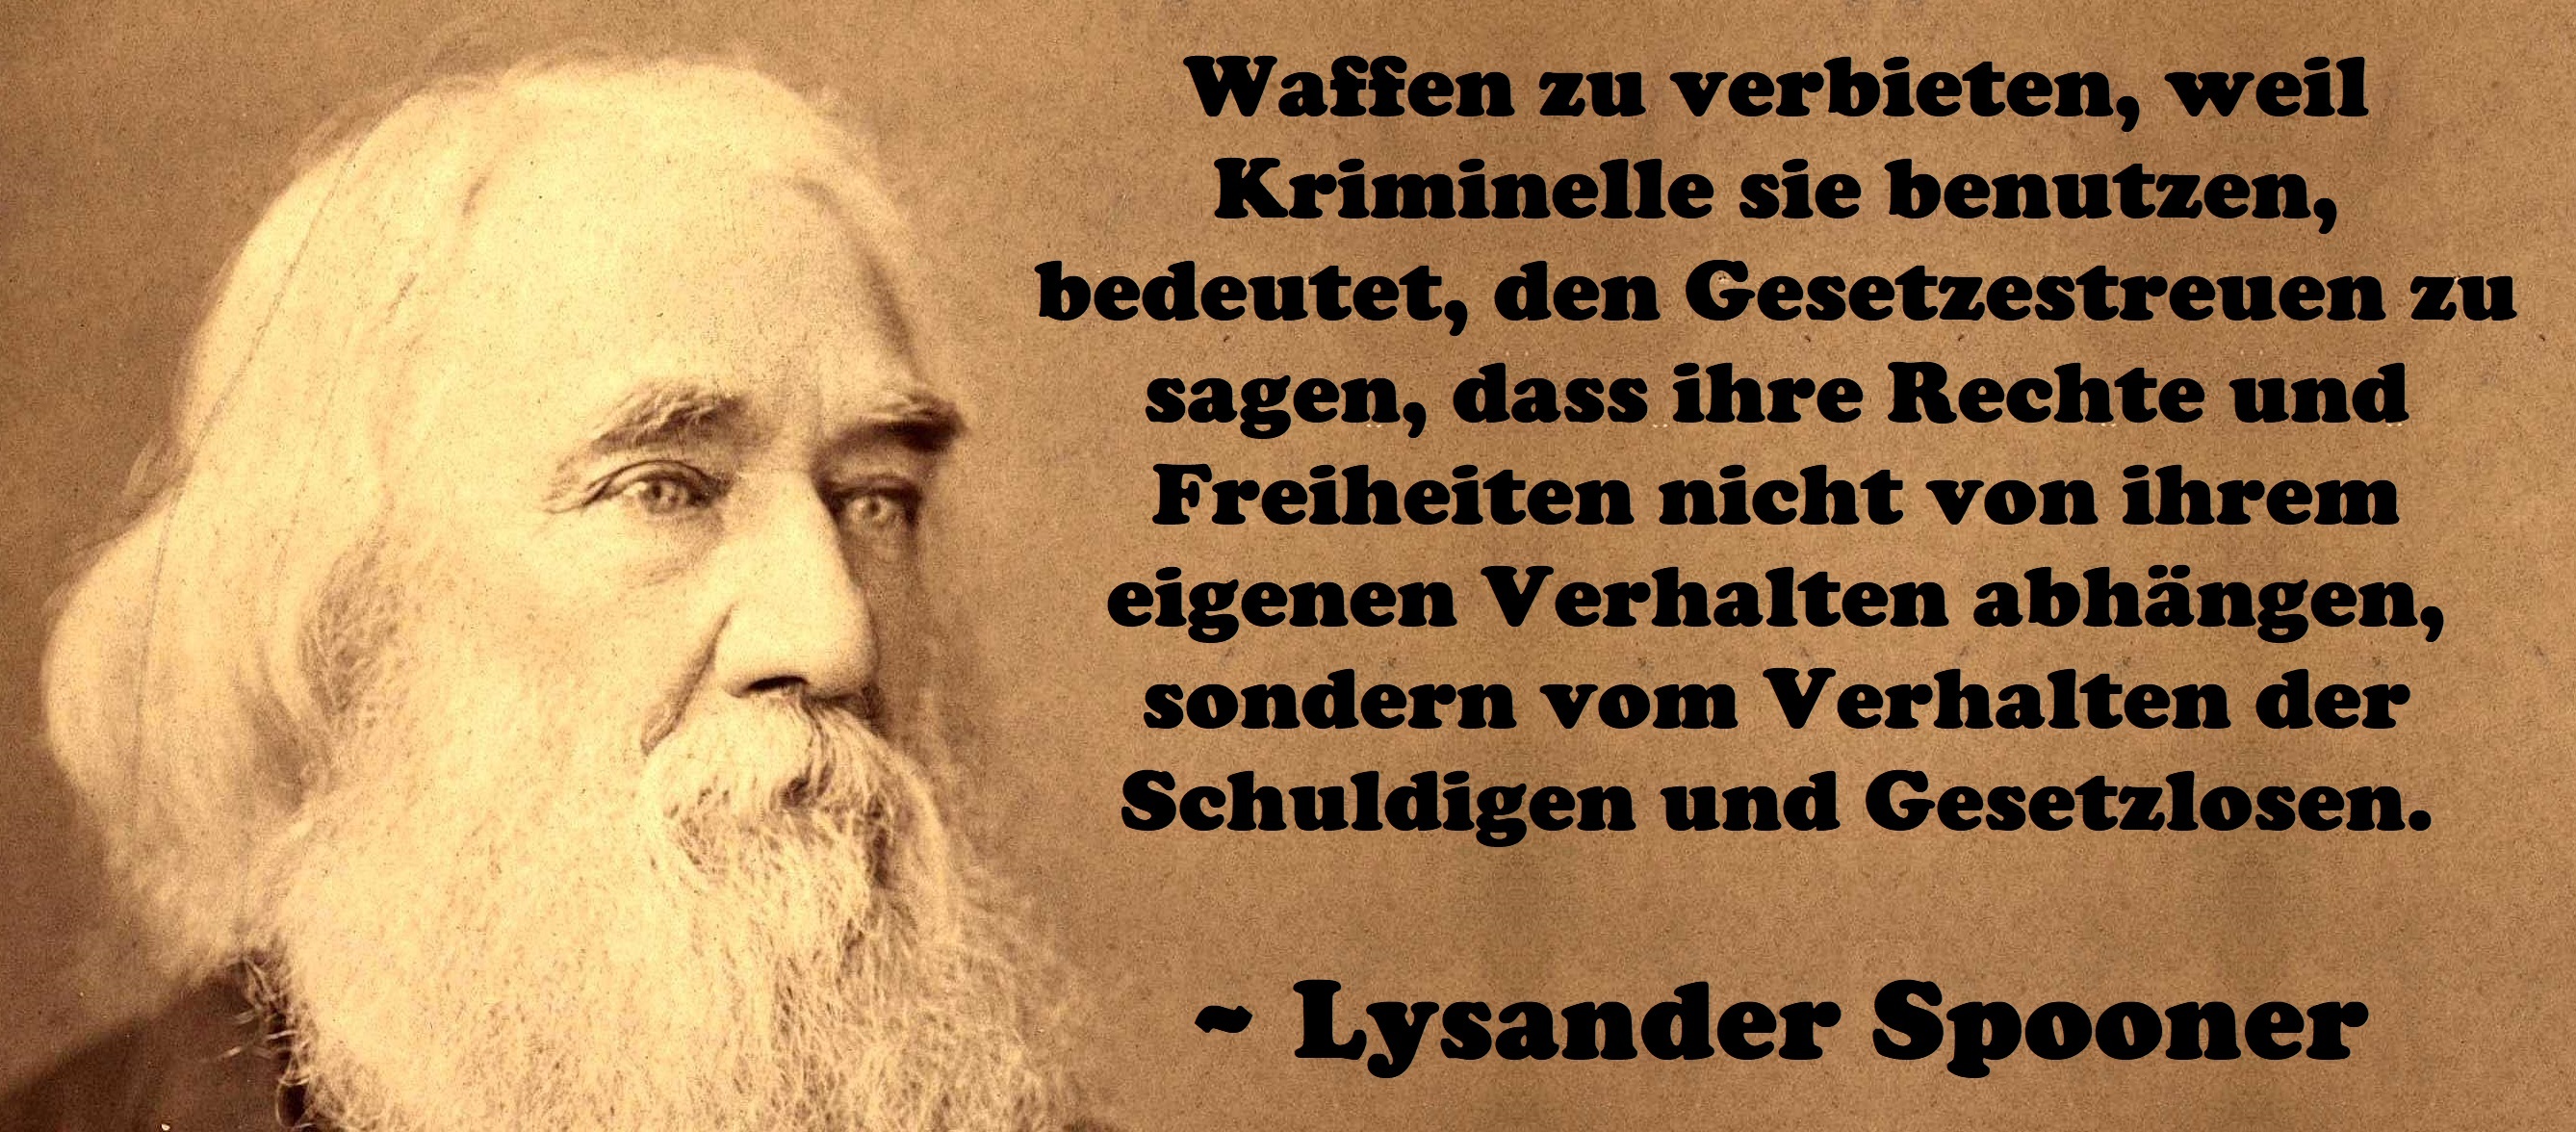 Waffen zu verbieten, weil
Kriminelle sie benutzen,
bedeutet, den Gesetzestreuen zu
sagen, dass ihre Rechte und
Freiheiten nicht von ihrem
eigenen Verhalten abhängen,
sondern vom Verhalten der
Schuldigen und Gesetzlosen.
~ Lysander Spooner